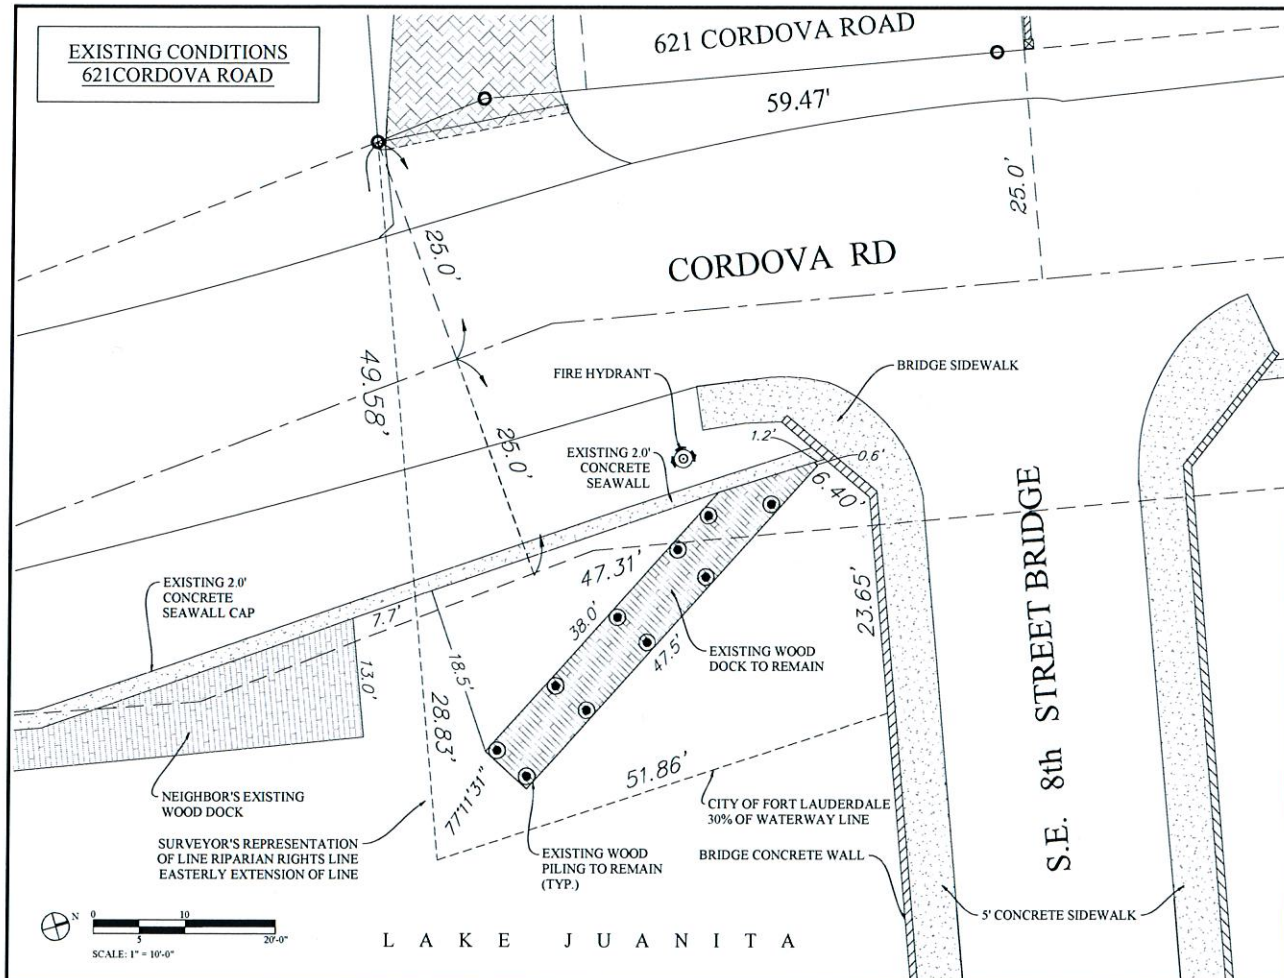 EXISTING CONDITIONS
621CORDOVA ROAD
621 CORDOVA ROAD
59.47'
25.0'
25.0'
CORDOVA RD
49.58'
25.0'
FIRE HYDRANT
BRIDGE SIDEWALK
1.2'
0.6'
EXISTING 2.0'
CONCRETE
SEAWALL
6.40'
47.31'
EXISTING 2.0'
CONCRETE
SEAWALL CAP
7.7'
13.0'
18.5'
38.0'
47.5'
23.65'
EXISTING WOOD
DOCK TO REMAIN
S.E. 8th STREET BRIDGE
28.83'
77°11'31"
51.86'
NEIGHBOR'S EXISTING
WOOD DOCK
CITY OF FORT LAUDERDALE
30% OF WATERWAY LINE
SURVEYOR'S REPRESENTATION
OF LINE RIPARIAN RIGHTS LINE
EASTERLY EXTENSION OF LINE
EXISTING WOOD
PILING TO REMAIN
(TYP.)
BRIDGE CONCRETE WALL
5' CONCRETE SIDEWALK
N
0 10
5 20'-0"
SCALE: 1" = 10'-0"
LAKE JUANITA